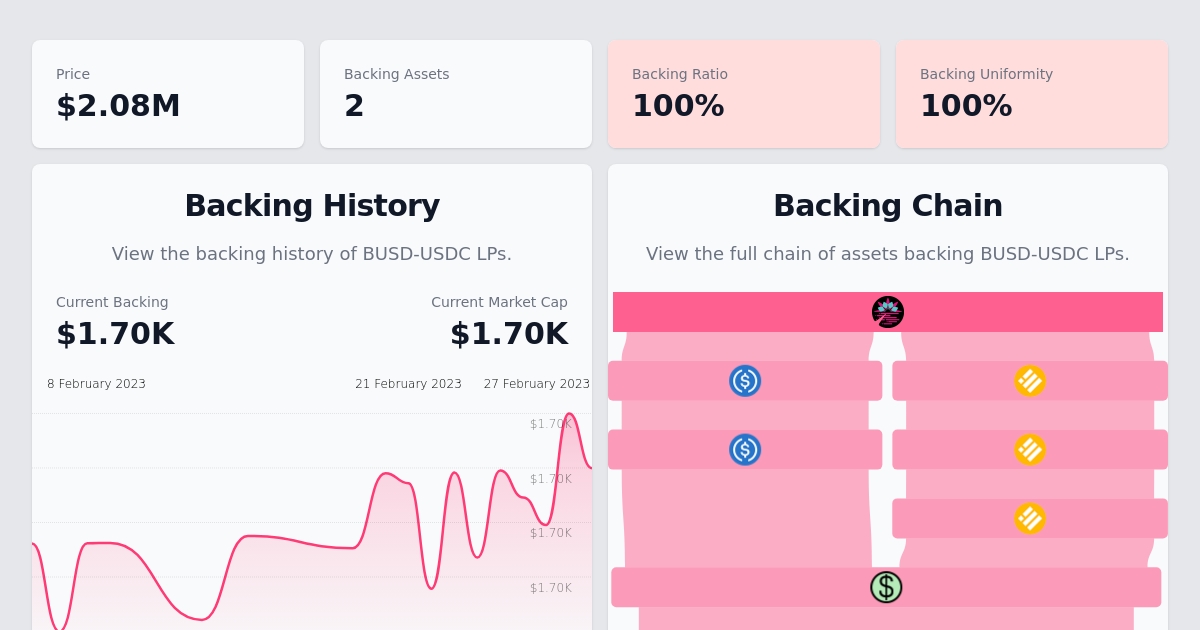 Price
$2.08M
Backing Assets
2
Backing Ratio
100%
Backing Uniformity
100%
Backing History
View the backing history of BUSD-USDC LPs.
Current Backing
$1.70K
Current Market Cap
$1.70K
8 February 2023
21 February 2023
27 February 2023
$1.70K
$1.70K
$1.70K
$1.70K
Backing Chain
View the full chain of assets backing BUSD-USDC LPs.